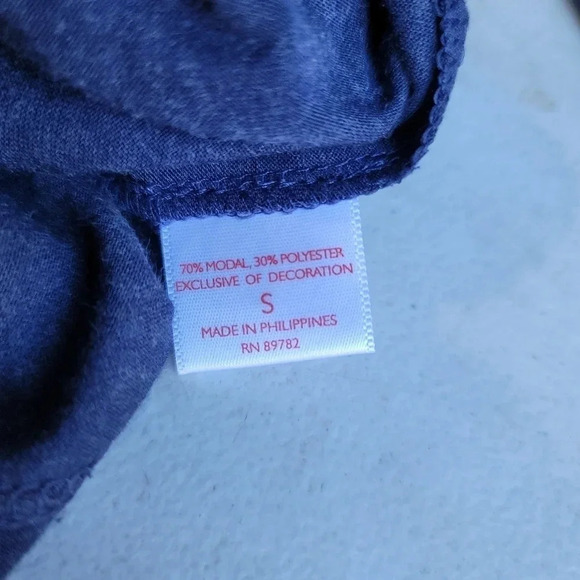 70% MODAL, 30% POLYESTER
EXCLUSIVE OF DECORATION
S
MADE IN PHILIPPINES
RN 89782